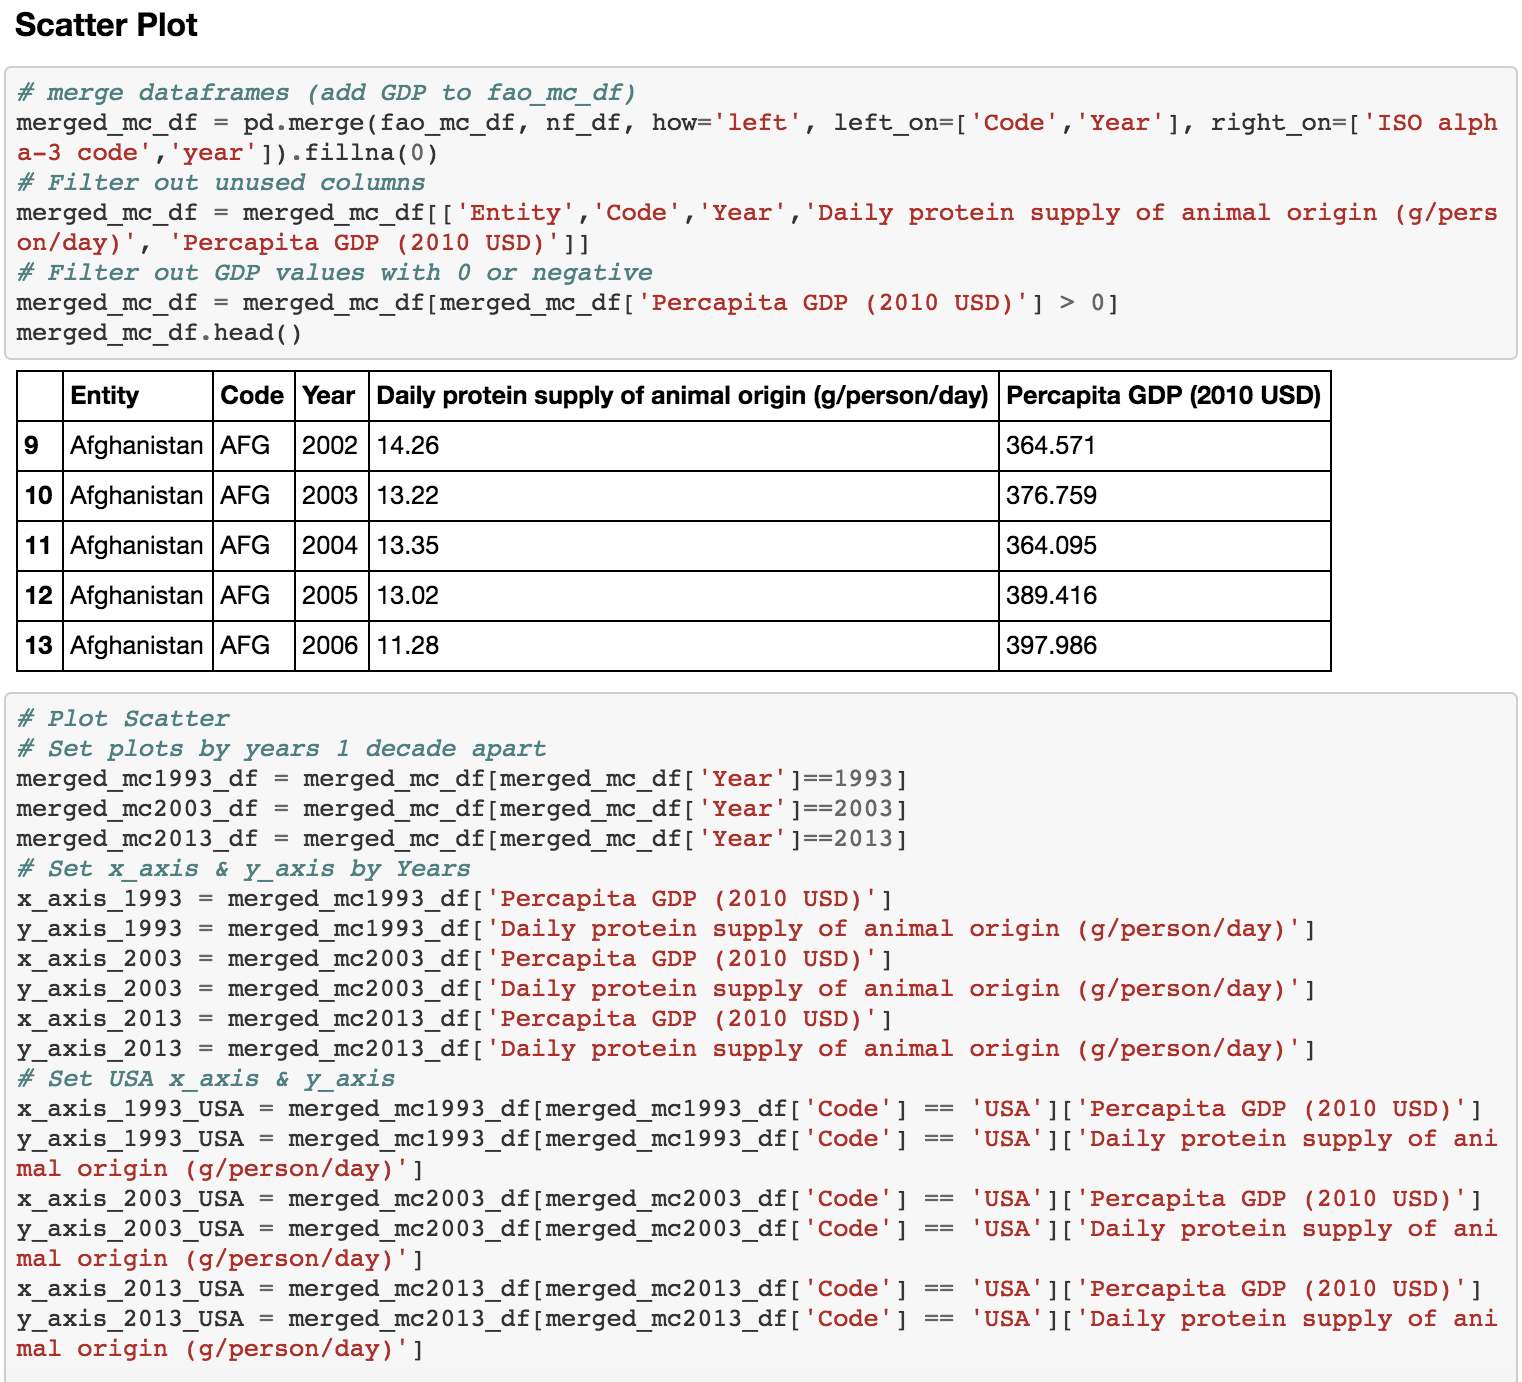 Scatter Plot
# merge dataframes (add GDP to fao_mc_df)
merged_mc_df = pd.merge(fao_mc_df, nf_df, how='left', left_on=['Code','Year'], right_on=['ISO alph
a-3 code','year']).fillna(0)
# Filter out unused columns
merged_mc_df = merged_mc_df[['Entity','Code','Year','Daily protein supply of animal origin (g/pers
on/day)', 'Percapita GDP (2010 USD)']]
# Filter out GDP values with 0 or negative
merged_mc_df = merged_mc_df[merged_mc_df['Percapita GDP (2010 USD)'] > 0]
merged_mc_df.head()
Entity Code Year Daily protein supply of animal origin (g/person/day) Percapita GDP (2010 USD)
9 Afghanistan AFG 2002 14.26 364.571
10 Afghanistan AFG 2003 13.22 376.759
11 Afghanistan AFG 2004 13.35 364.095
12 Afghanistan AFG 2005 13.02 389.416
13 Afghanistan AFG 2006 11.28 397.986
# Plot Scatter
# Set plots by years 1 decade apart
merged_mc1993_df = merged_mc_df[merged_mc_df['Year']==1993]
merged_mc2003_df = merged_mc_df[merged_mc_df['Year']==2003]
merged_mc2013_df = merged_mc_df[merged_mc_df['Year']==2013]
# Set x_axis & y_axis by Years
x_axis_1993 = merged_mc1993_df['Percapita GDP (2010 USD)']
y_axis_1993 = merged_mc1993_df['Daily protein supply of animal origin (g/person/day)']
x_axis_2003 = merged_mc2003_df['Percapita GDP (2010 USD)']
y_axis_2003 = merged_mc2003_df['Daily protein supply of animal origin (g/person/day)']
x_axis_2013 = merged_mc2013_df['Percapita GDP (2010 USD)']
y_axis_2013 = merged_mc2013_df['Daily protein supply of animal origin (g/person/day)']
# Set USA x_axis & y_axis
x_axis_1993_USA = merged_mc1993_df[merged_mc1993_df['Code'] == 'USA']['Percapita GDP (2010 USD)']
y_axis_1993_USA = merged_mc1993_df[merged_mc1993_df['Code'] == 'USA']['Daily protein supply of ani
mal origin (g/person/day)']
x_axis_2003_USA = merged_mc2003_df[merged_mc2003_df['Code'] == 'USA']['Percapita GDP (2010 USD)']
y_axis_2003_USA = merged_mc2003_df[merged_mc2003_df['Code'] == 'USA']['Daily protein supply of ani
mal origin (g/person/day)']
x_axis_2013_USA = merged_mc2013_df[merged_mc2013_df['Code'] == 'USA']['Percapita GDP (2010 USD)']
y_axis_2013_USA = merged_mc2013_df[merged_mc2013_df['Code'] == 'USA']['Daily protein supply of ani
mal origin (g/person/day)']